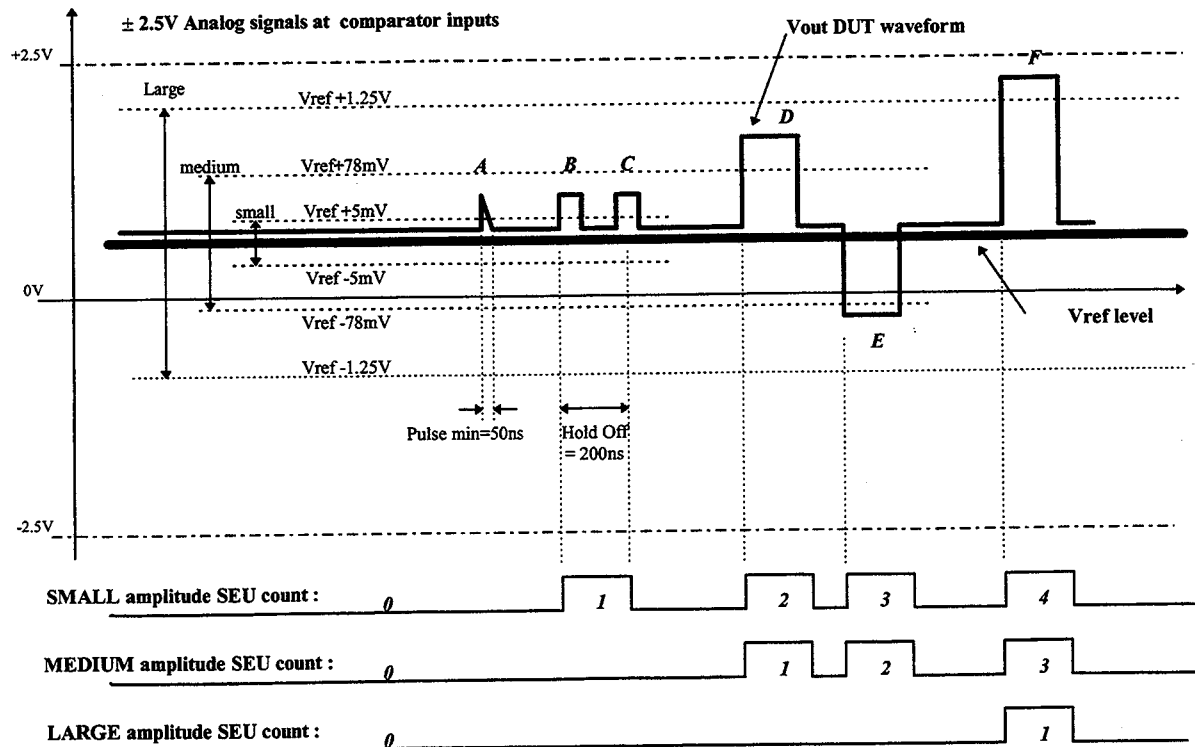 ± 2.5V Analog signals at comparator inputs
Vout DUT waveform
+2.5V
F
Large
Vref +1.25V
D
medium
Vref+78mV
A
B
C
small
Vref +5mV
Vref -5mV
0V
Vref -78mV
Vref level
E
Vref -1.25V
Pulse min=50ns
Hold Off
= 200ns
-2.5V
SMALL amplitude SEU count :
0
1
2
3
4
MEDIUM amplitude SEU count :
0
1
2
3
LARGE amplitude SEU count :
0
1